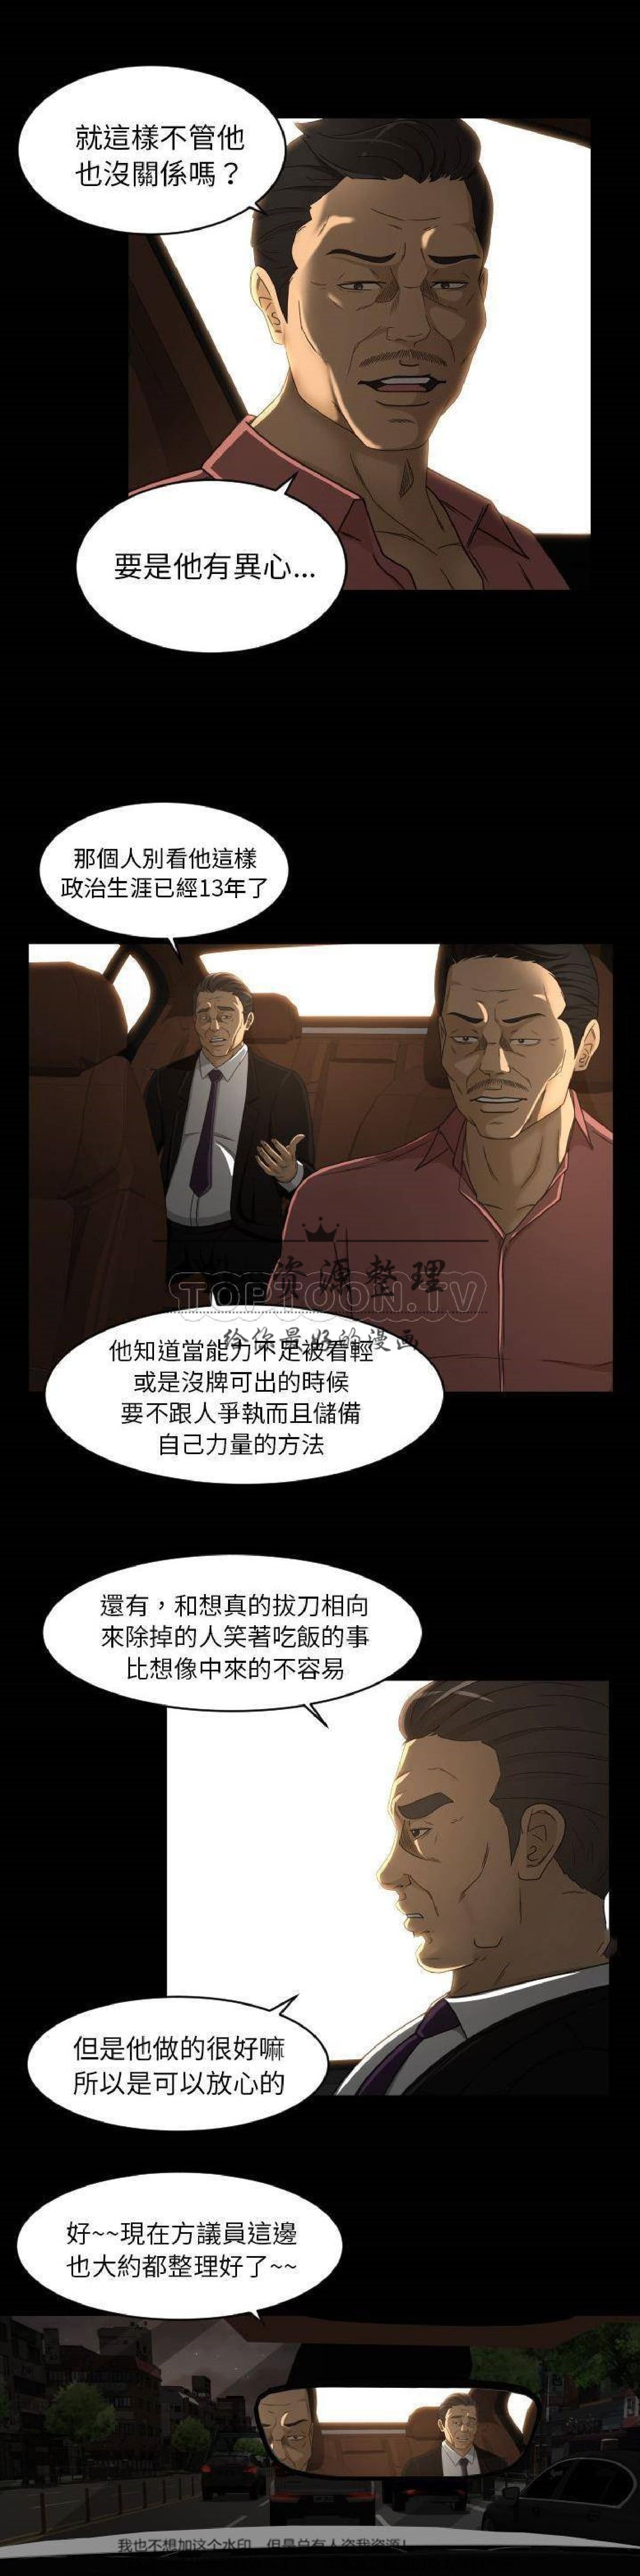 就這樣不管他
也沒關係嗎？
要是他有異心...
那個人別看他這樣
政治生涯已經13年了
资源整理
TOPTOON.TV
给你最好的漫画
他知道當能力不足被看輕
或是沒牌可出的時候
要不跟人爭執而且儲備
自己力量的方法
還有，和想真的拔刀相向
來除掉的人笑著吃飯的事
比想像中來的不容易
但是他做的很好嘛
所以是可以放心的
好~~現在方議員這邊
也大約都整理好了~~
我也不想加这个水印，但是总有人盗我资源！